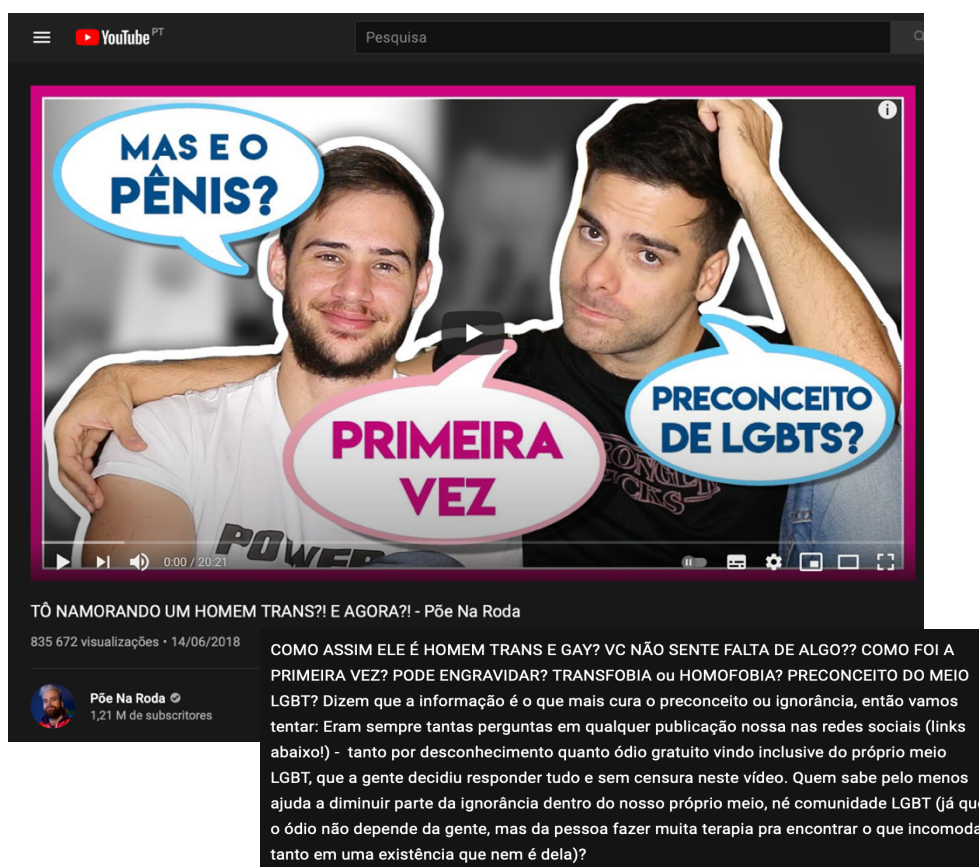 YouTube PT
Pesquisa
MAS E O
PÊNIS?
PRIMEIRA
VEZ
PRECONCEITO
DE LGBTS?
POWER
0:00 / 20:21
TÔ NAMORANDO UM HOMEM TRANS?! E AGORA?! - Põe Na Roda
835 672 visualizações • 14/06/2018
Põe Na Roda
1,21 M de subscritores
COMO ASSIM ELE É HOMEM TRANS E GAY? VC NÃO SENTE FALTA DE ALGO?? COMO FOI A
PRIMEIRA VEZ? PODE ENGRAVIDAR? TRANSFOBIA ou HOMOFOBIA? PRECONCEITO DO MEIO
LGBT? Dizem que a informação é o que mais cura o preconceito ou ignorância, então vamos
tentar: Eram sempre tantas perguntas em qualquer publicação nossa nas redes sociais (links
abaixo!) - tanto por desconhecimento quanto ódio gratuito vindo inclusive do próprio meio
LGBT, que a gente decidiu responder tudo e sem censura neste vídeo. Quem sabe pelo menos
ajuda a diminuir parte da ignorância dentro do nosso próprio meio, né comunidade LGBT (já que
o ódio não depende da gente, mas da pessoa fazer muita terapia pra encontrar o que incomoda
tanto em uma existência que nem é dela)?